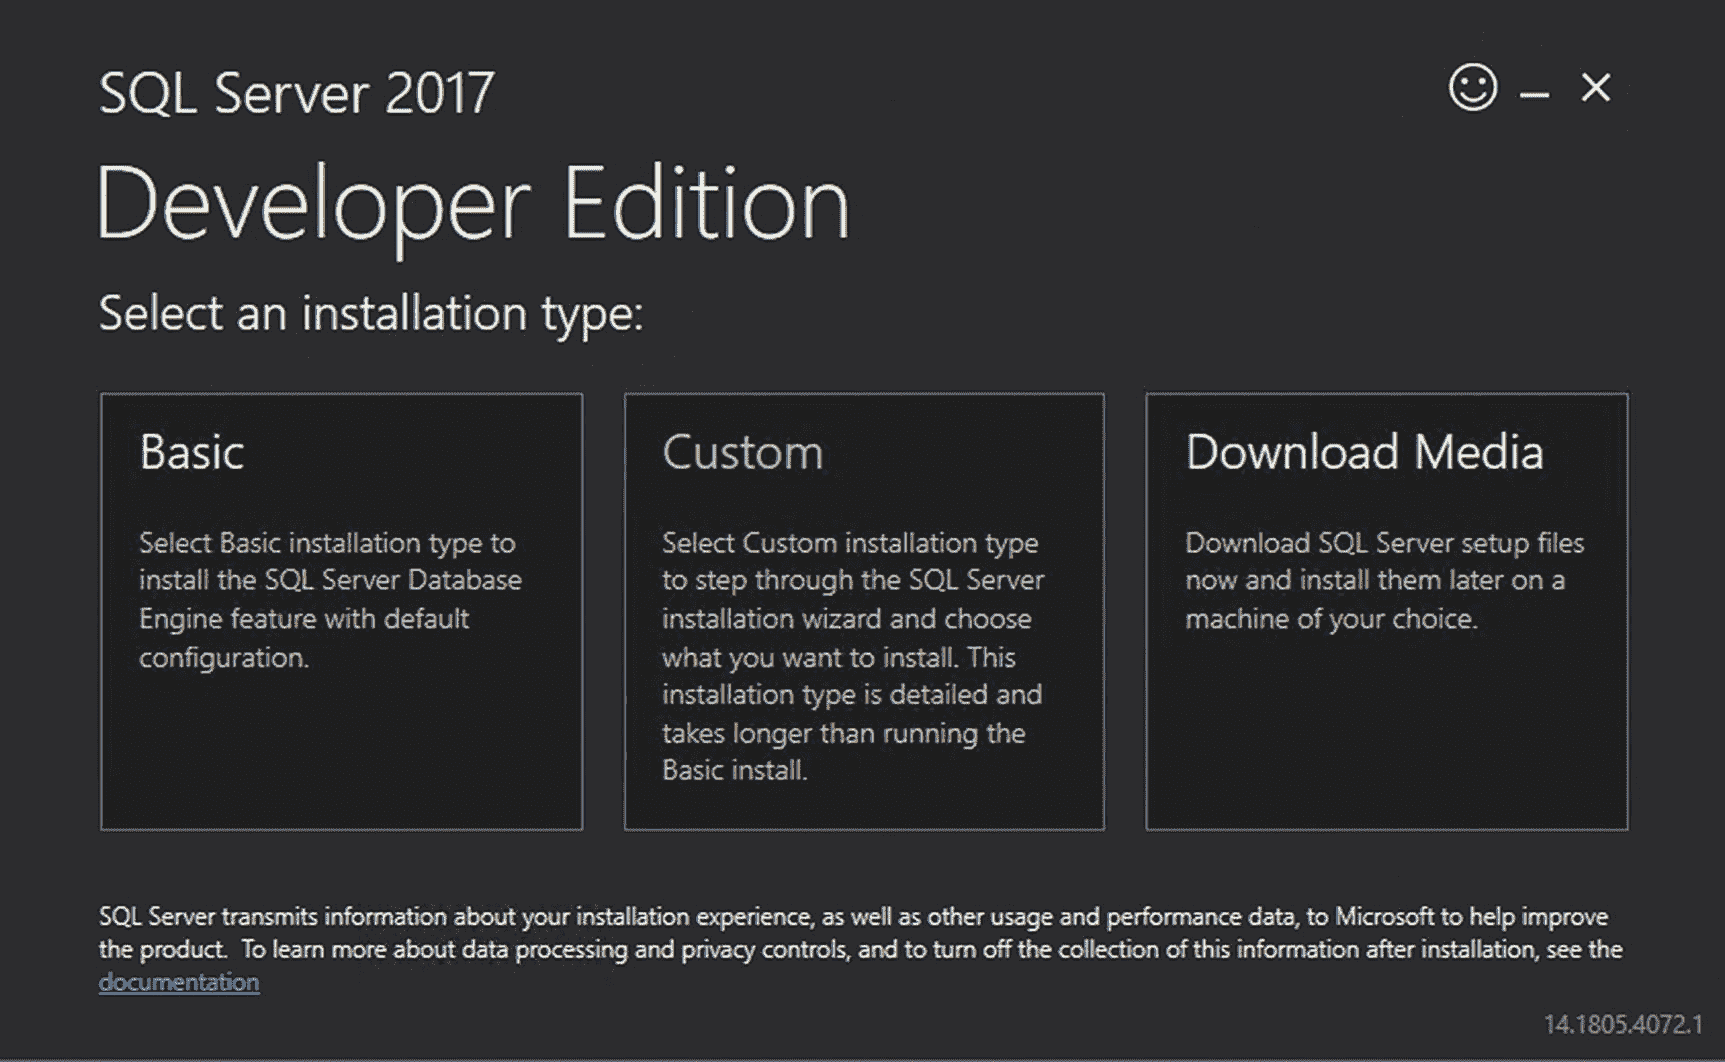 SQL Server 2017
Developer Edition
Select an installation type:
Basic
Select Basic installation type to
install the SQL Server Database
Engine feature with default
configuration.
Custom
Select Custom installation type
to step through the SQL Server
installation wizard and choose
what you want to install. This
installation type is detailed and
takes longer than running the
Basic install.
Download Media
Download SQL Server setup files
now and install them later on a
machine of your choice.
SQL Server transmits information about your installation experience, as well as other usage and performance data, to Microsoft to help improve
the product.  To learn more about data processing and privacy controls, and to turn off the collection of this information after installation, see the
documentation
14.1805.4072.1